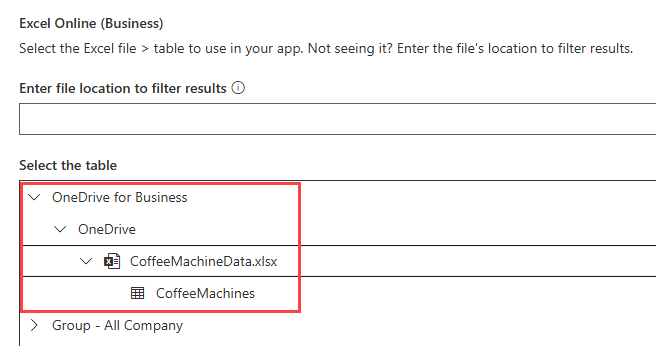 Excel Online (Business)
Select the Excel file > table to use in your app. Not seeing it? Enter the file's location to filter results.
Enter file location to filter results
Select the table
OneDrive for Business
OneDrive
CoffeeMachineData.xlsx
CoffeeMachines
Group - All Company